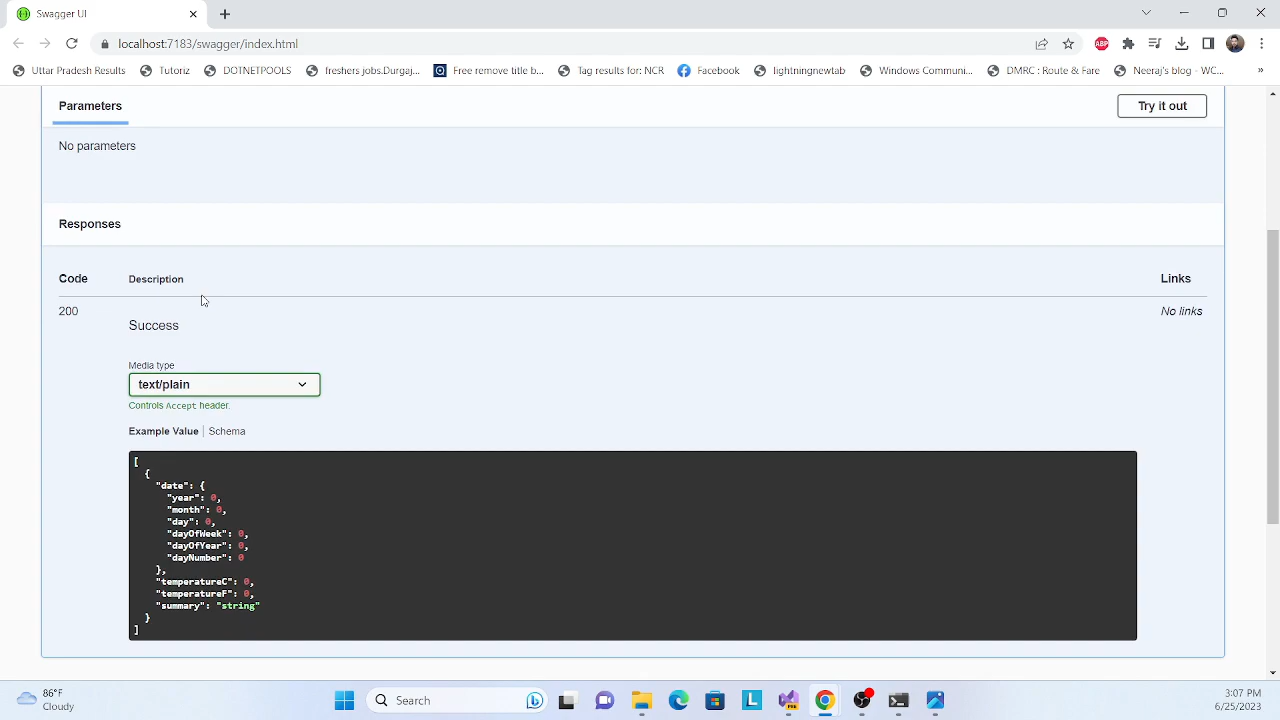 Swagger UI
localhost:7183/swagger/index.html
ABP
Uttar Pradesh Results Tutoriz DOTNETPOOLS freshers jobs.Durgaj... Free remove title b... Tag results for: NCR Facebook lightningnewtab Windows Communi... DMRC : Route & Fare Neeraj's blog - WC... »
Parameters Try it out
No parameters
Responses
Code Description Links
200 No links
Success
Media type
text/plain
Controls Accept header.
Example Value | Schema
[
{
"date": {
"year": 0,
"month": 0,
"day": 0,
"dayOfWeek": 0,
"dayOfYear": 0,
"dayNumber": 0
},
"temperatureC": 0,
"temperatureF": 0,
"summary": "string"
}
]
86°F
Cloudy
Search
3:07 PM
6/25/2023